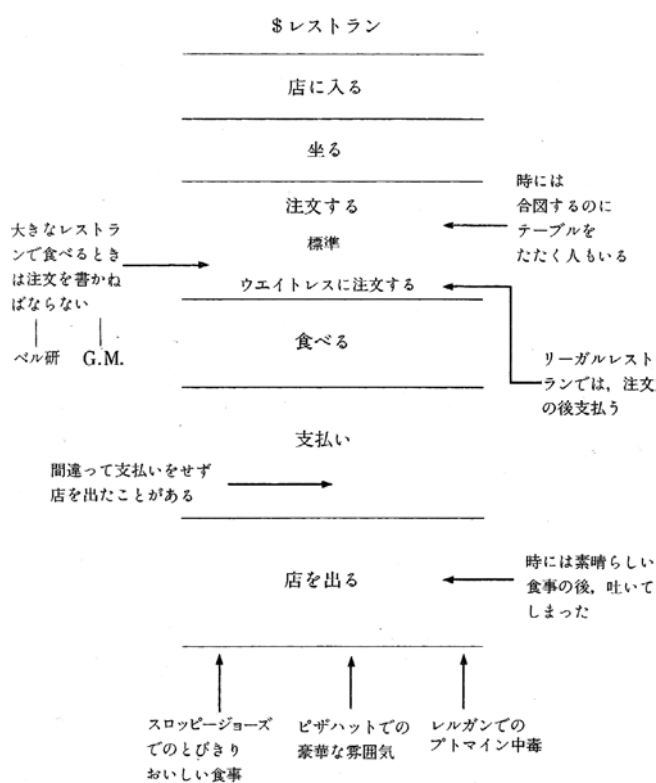 $レストラン
店に入る
坐る
注文する
標準
ウエイトレスに注文する
時には
合図するのに
テーブルを
たたく人もいる
大きなレストラ
ンで食べるとき
は注文を書かね
ばならない
ベル研
G.M.
食べる
リーガルレスト
ランでは，注文
の後支払う
支払い
間違って支払いをせず
店を出たことがある
店を出る
時には素晴らしい
食事の後，吐いて
しまった
スロッピージョーズ
でのとびきり
おいしい食事
ピザハットでの
豪華な雰囲気
レルガンでの
プトマイン中毒